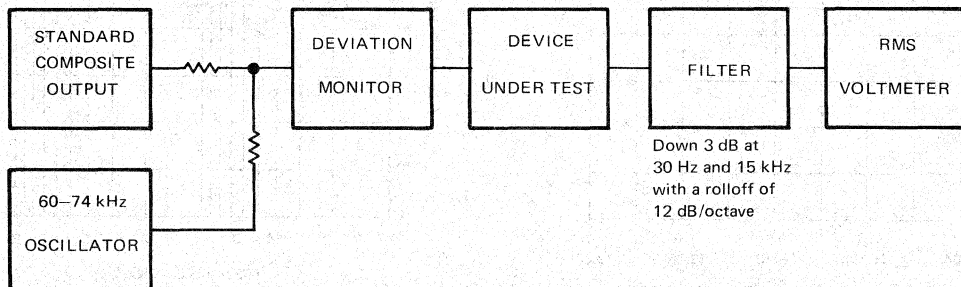 STANDARD
COMPOSITE
OUTPUT
DEVIATION
MONITOR
DEVICE
UNDER TEST
FILTER
RMS
VOLTMETER
Down 3 dB at
30 Hz and 15 kHz
with a rolloff of
12 dB/octave
60–74 kHz
OSCILLATOR